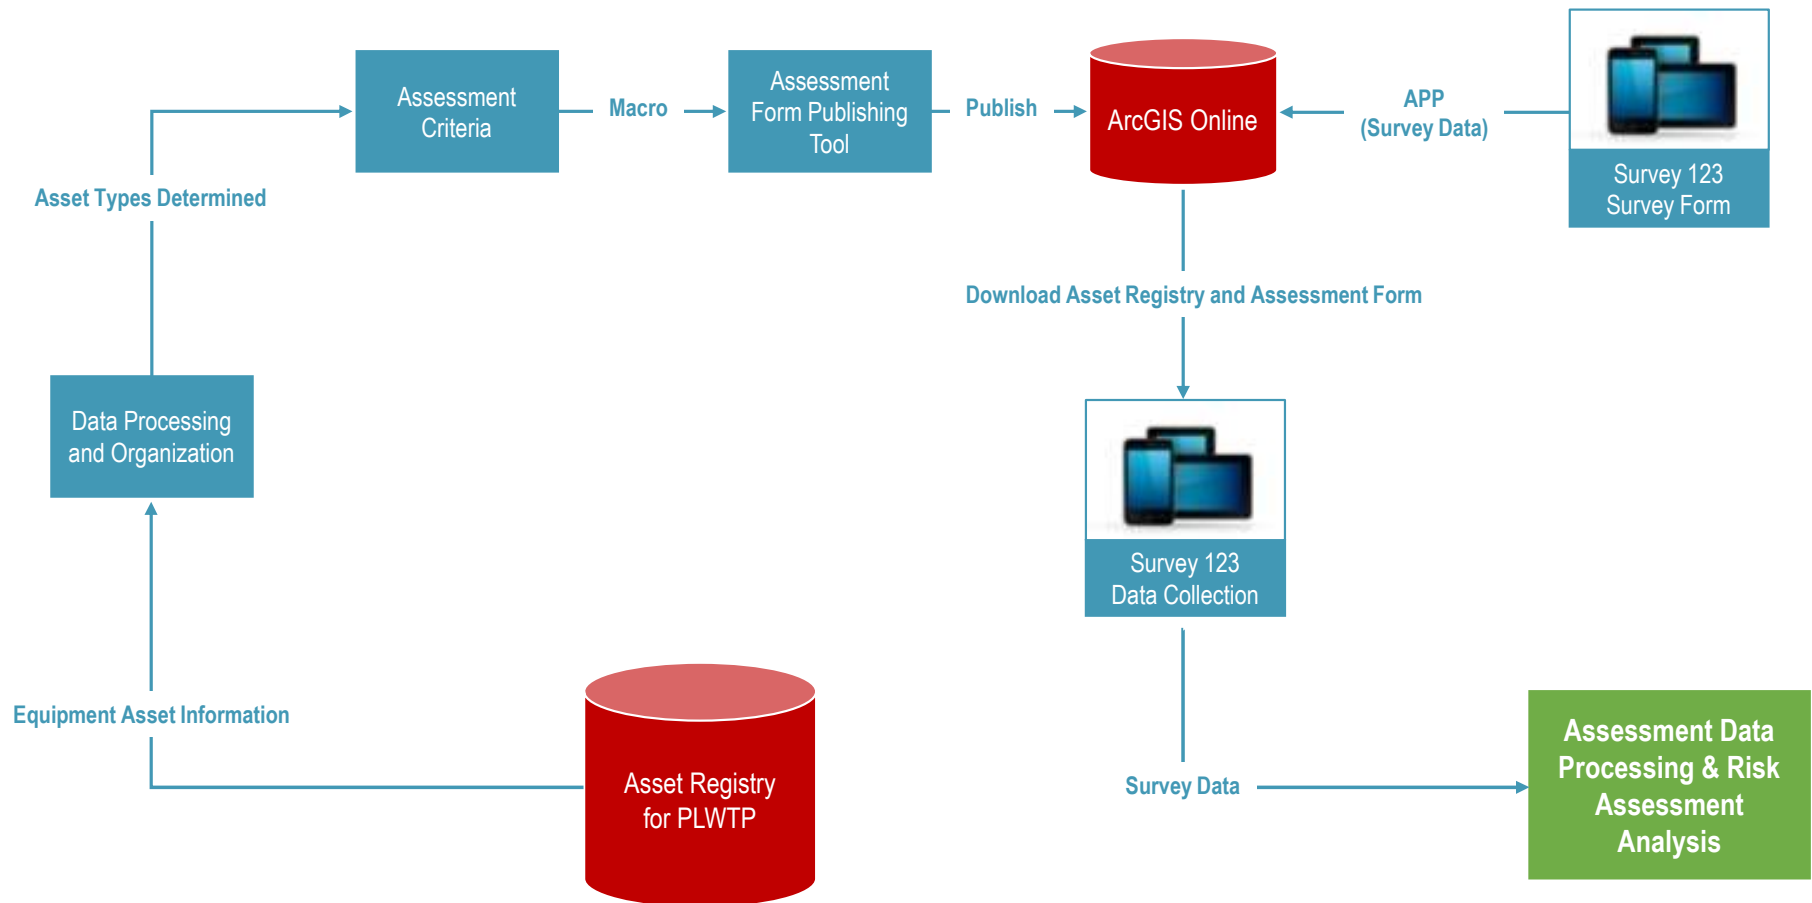 Assessment
Criteria
Macro
Assessment
Form Publishing
Tool
Publish
ArcGIS Online
APP
(Survey Data)
Survey 123
Survey Form
Asset Types Determined
Download Asset Registry and Assessment Form
Data Processing
and Organization
Survey 123
Data Collection
Equipment Asset Information
Asset Registry
for PLWTP
Survey Data
Assessment Data
Processing & Risk
Assessment
Analysis